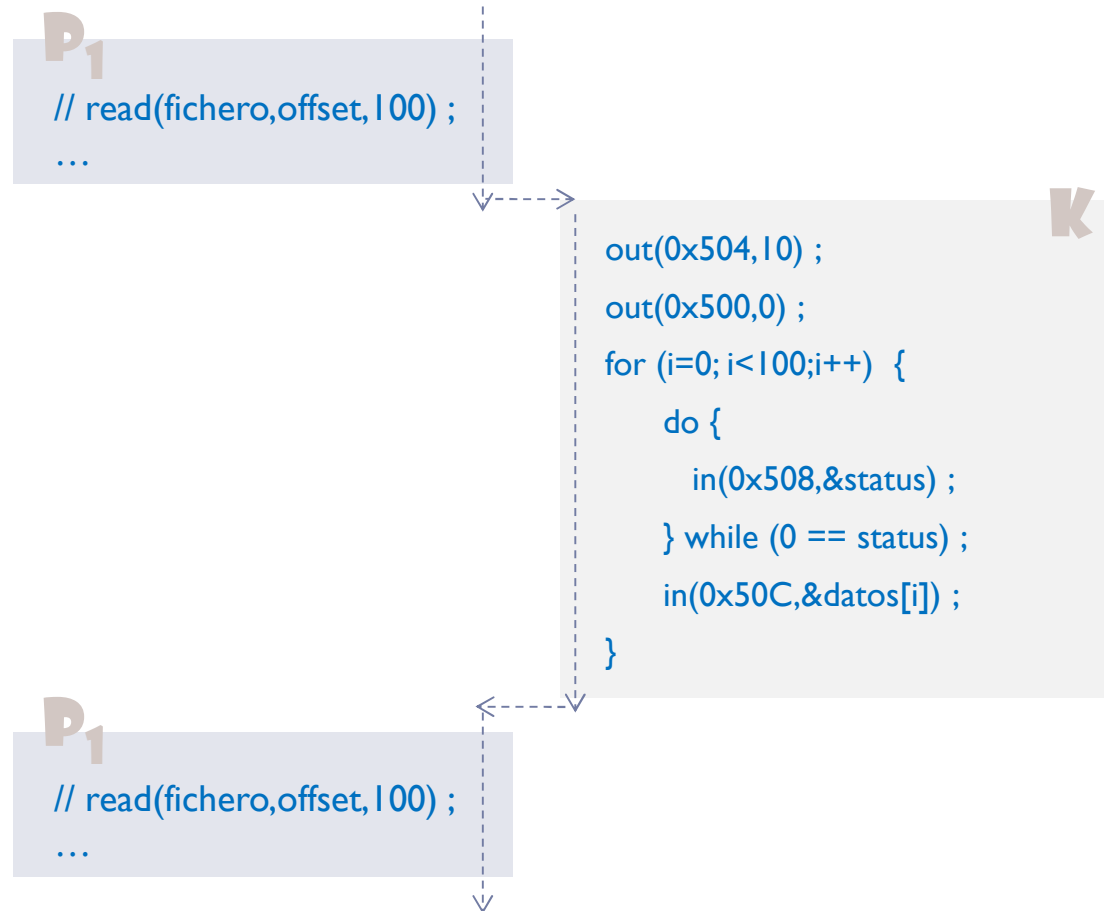 P1
// read(fichero,offset,100) ;
…
K
out(0x504,10) ;
out(0x500,0) ;
for (i=0; i<100;i++) {
do {
in(0x508,&status) ;
} while (0 == status) ;
in(0x50C,&datos[i]) ;
}
P1
// read(fichero,offset,100) ;
…